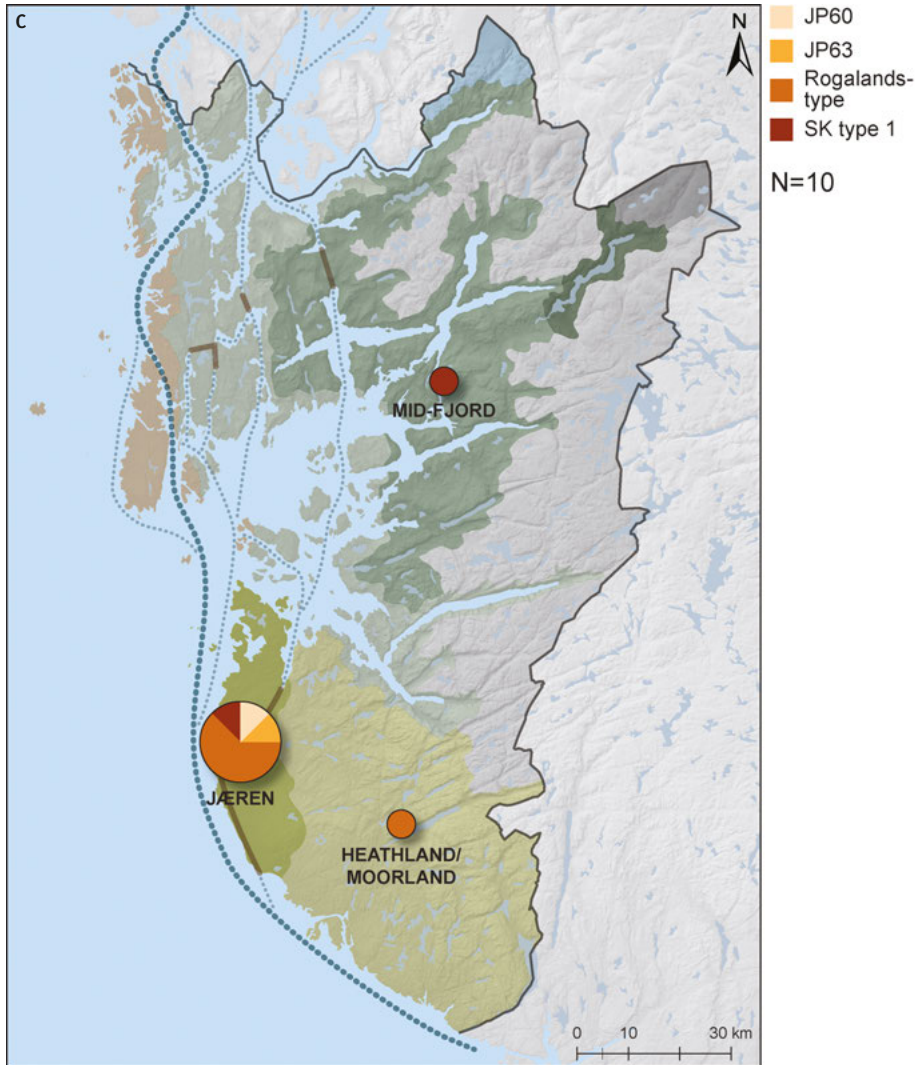 C
N
JP60
JP63
Rogalands-
type
SK type 1
N=10
MID-FJORD
JÆREN
HEATHLAND/
MOORLAND
0 10 30 km